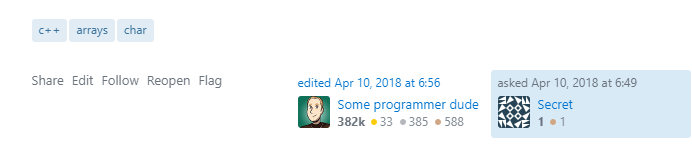 c++ arrays char
Share Edit Follow Reopen Flag
edited Apr 10, 2018 at 6:56
Some programmer dude
382k 33 385 588
asked Apr 10, 2018 at 6:49
Secret
1 1